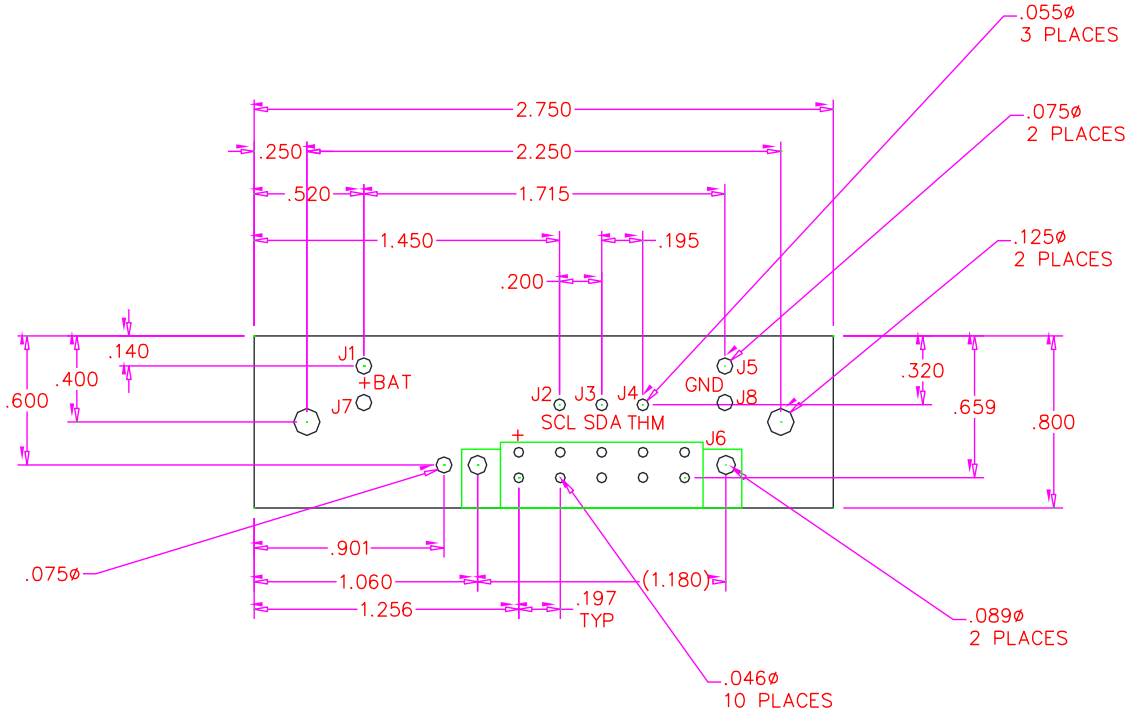 .055ø
3 PLACES
2.750
.075ø
2 PLACES
.250
2.250
.520
1.715
1.450
.195
.125ø
2 PLACES
.200
.140
J1
J5
.320
.400
+BAT
GND
.600
J7
J2
J3
J4
J8
.659
.800
SCL SDA THM
+
J6
.901
.075ø
1.060
(1.180)
1.256
.197
TYP
.089ø
2 PLACES
.046ø
10 PLACES